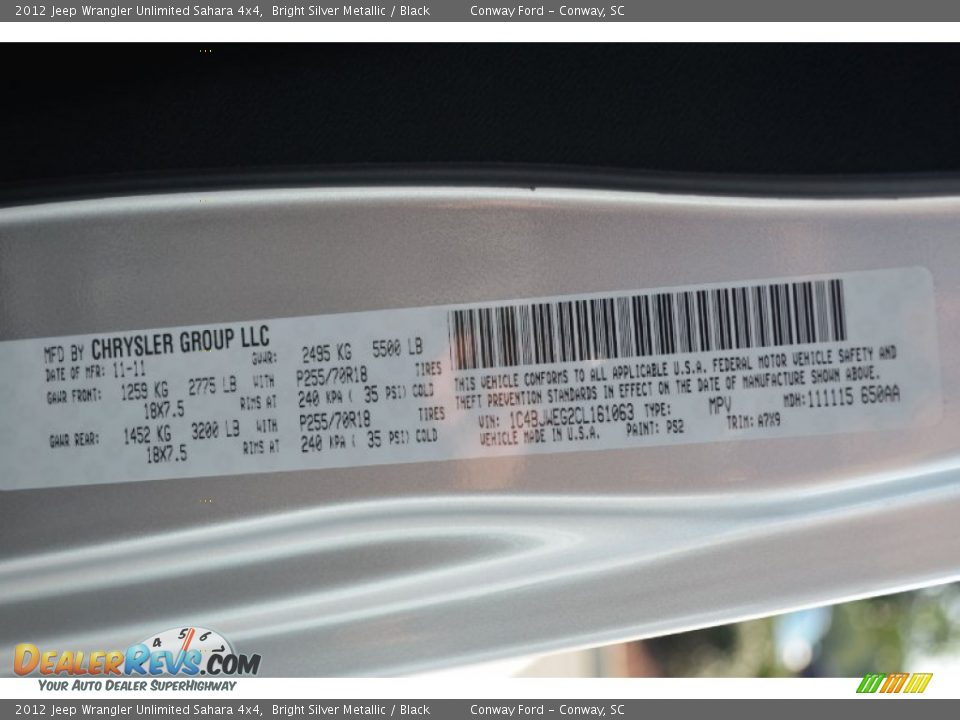 2012 Jeep Wrangler Unlimited Sahara 4x4, Bright Silver Metallic / Black Conway Ford - Conway, SC
MFD BY CHRYSLER GROUP LLC
DATE OF MFR: 11-11 GVWR: 2495 KG 5500 LB
GAWR FRONT: 1259 KG 2775 LB WITH P255/70R18 TIRES
18X7.5 RIMS AT 240 KPA ( 35 PSI) COLD
GAWR REAR: 1452 KG 3200 LB WITH P255/70R18 TIRES
18X7.5 RIMS AT 240 KPA ( 35 PSI) COLD
THIS VEHICLE CONFORMS TO ALL APPLICABLE U.S.A. FEDERAL MOTOR VEHICLE SAFETY AND
THEFT PREVENTION STANDARDS IN EFFECT ON THE DATE OF MANUFACTURE SHOWN ABOVE.
VIN: 1C4BJWEG2CL161063 TYPE: MPV MDH:111115 650AA
VEHICLE MADE IN U.S.A. PAINT: PS2 TRIM: A7X9
4 5 6
DEALERREVS.COM
YOUR AUTO DEALER SUPERHIGHWAY
2012 Jeep Wrangler Unlimited Sahara 4x4, Bright Silver Metallic / Black Conway Ford - Conway, SC